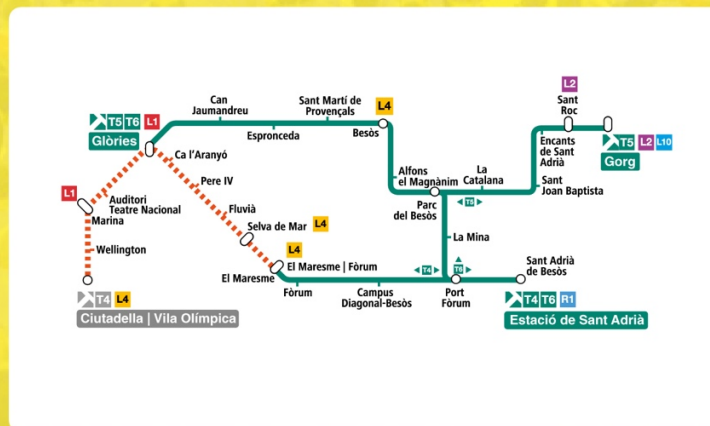 L2
Can
Jaumandreu
Sant Martí de
Provençals
L4
Sant
Roc
T5 T6 L1
Glòries
Espronceda
Besòs
Encants
de Sant
Adrià
T5 L2 L10
Gorg
Ca l'Aranyó
Pere IV
Alfons
el Magnànim
La
Catalana
Sant
Joan Baptista
L1
Auditori
Teatre Nacional
Marina
T5
Parc
del Besòs
Fluvià
Selva de Mar L4
Wellington
La Mina
L4
El Maresme | Fòrum
El Maresme
T4
T6
Sant Adrià
de Besòs
T4 L4
Ciutadella | Vila Olímpica
Fòrum
Campus
Diagonal-Besòs
Port
Fòrum
T4 T6 R1
Estació de Sant Adrià